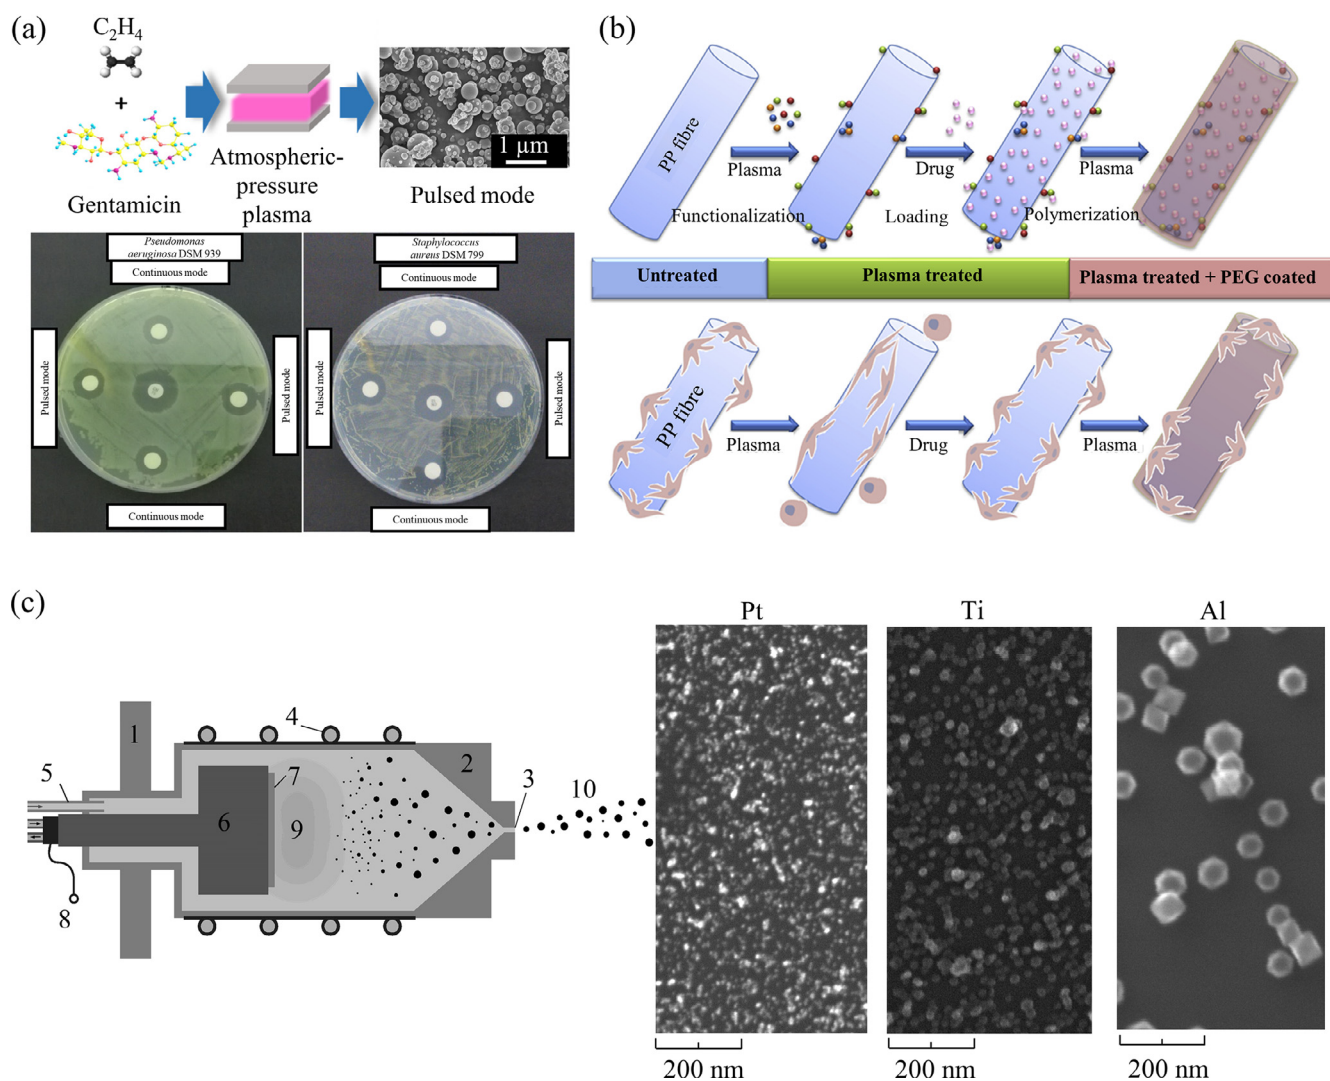 (a)
C₂H₄
+
Gentamicin
Atmospheric-
pressure
plasma
1 µm
Pulsed mode
Pseudomonas
aeruginosa DSM 939
Continuous mode
Pulsed mode
Pulsed mode
Continuous mode
Staphylococcus
aureus DSM 799
Continuous mode
Pulsed mode
Pulsed mode
Continuous mode
(b)
PP fibre
Plasma
Functionalization
Drug
Loading
Plasma
Polymerization
Untreated
Plasma treated
Plasma treated + PEG coated
PP fibre
Plasma
Drug
Plasma
(c)
1
2
3
4
5
6
7
8
9
10
Pt
Ti
Al
200 nm
200 nm
200 nm